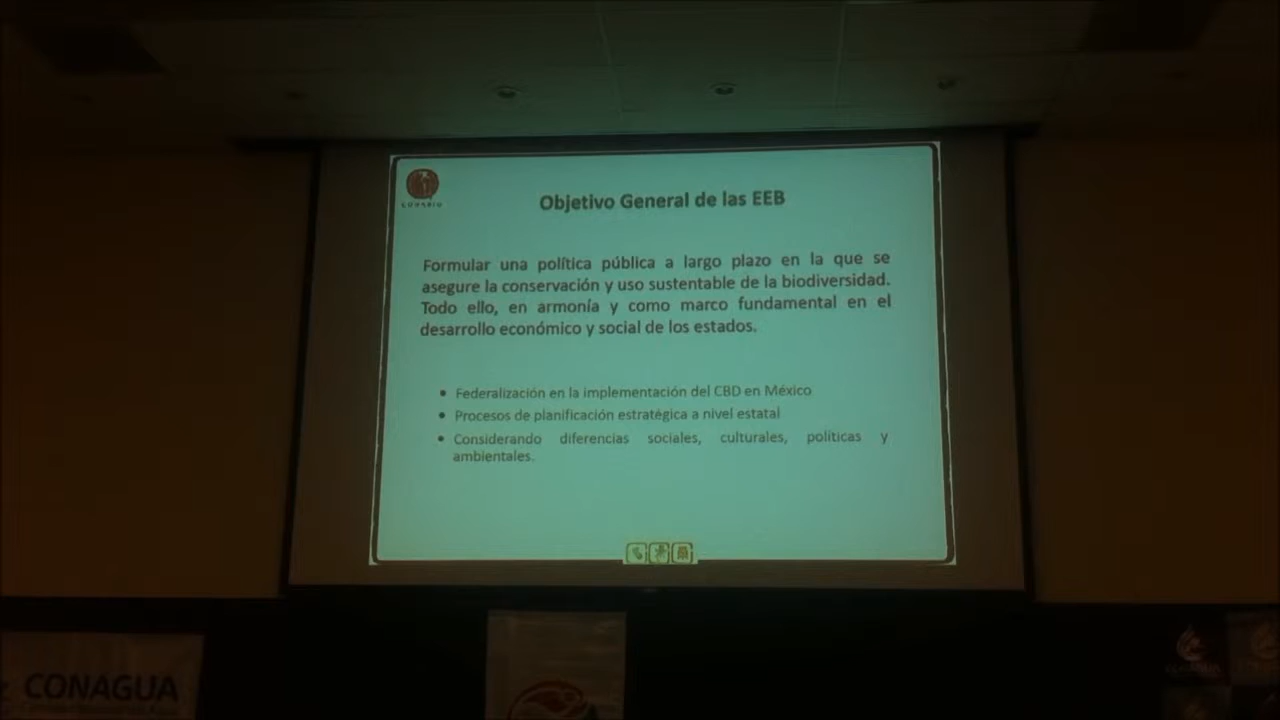 CONABIO
Objetivo General de las EEB
Formular una política pública a largo plazo en la que se
asegure la conservación y uso sustentable de la biodiversidad.
Todo ello, en armonía y como marco fundamental en el
desarrollo económico y social de los estados.
• Federalización en la implementación del CBD en México
• Procesos de planificación estratégica a nivel estatal
• Considerando diferencias sociales, culturales, políticas y
ambientales.
CONAGUA